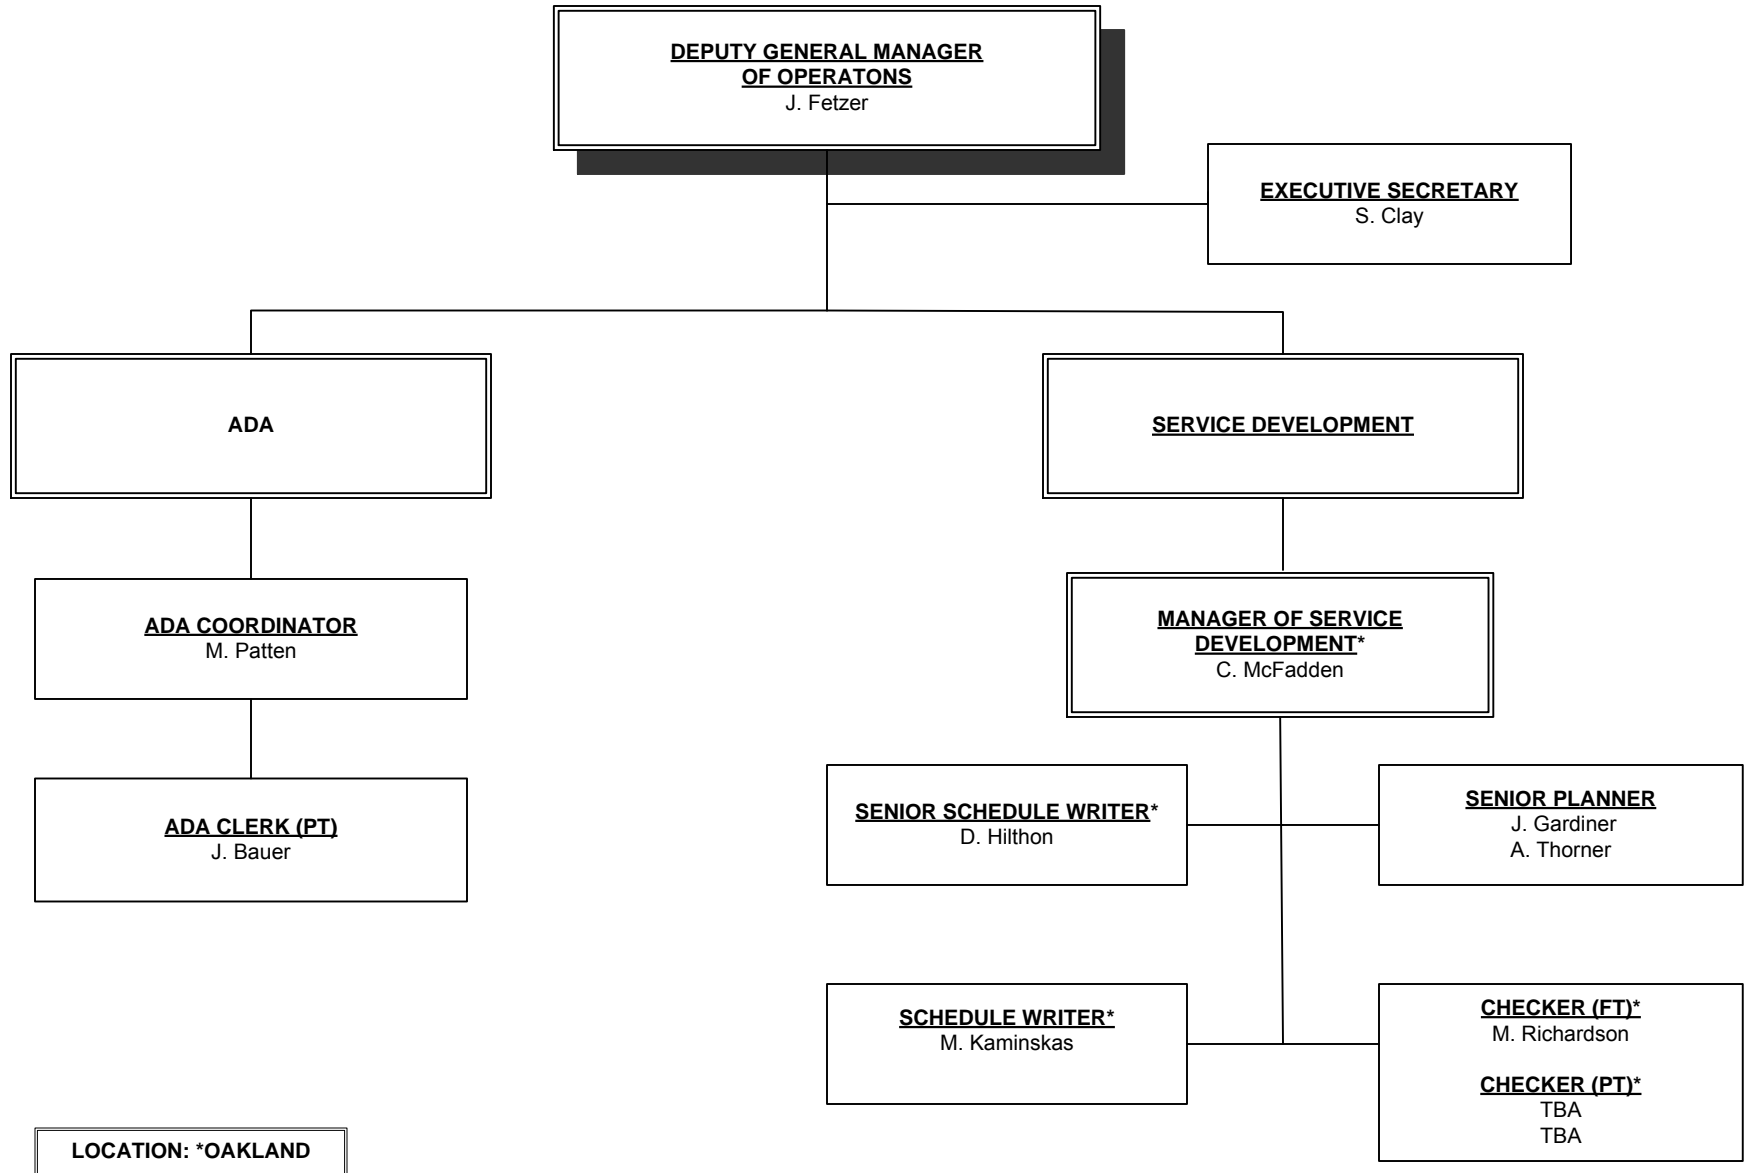 DEPUTY GENERAL MANAGER
OF OPERATONS
J. Fetzer
EXECUTIVE SECRETARY
S. Clay
ADA
SERVICE DEVELOPMENT
ADA COORDINATOR
M. Patten
MANAGER OF SERVICE
DEVELOPMENT*
C. McFadden
ADA CLERK (PT)
J. Bauer
SENIOR SCHEDULE WRITER*
D. Hilthon
SENIOR PLANNER
J. Gardiner
A. Thorner
SCHEDULE WRITER*
M. Kaminskas
CHECKER (FT)*
M. Richardson
CHECKER (PT)*
TBA
TBA
LOCATION: *OAKLAND